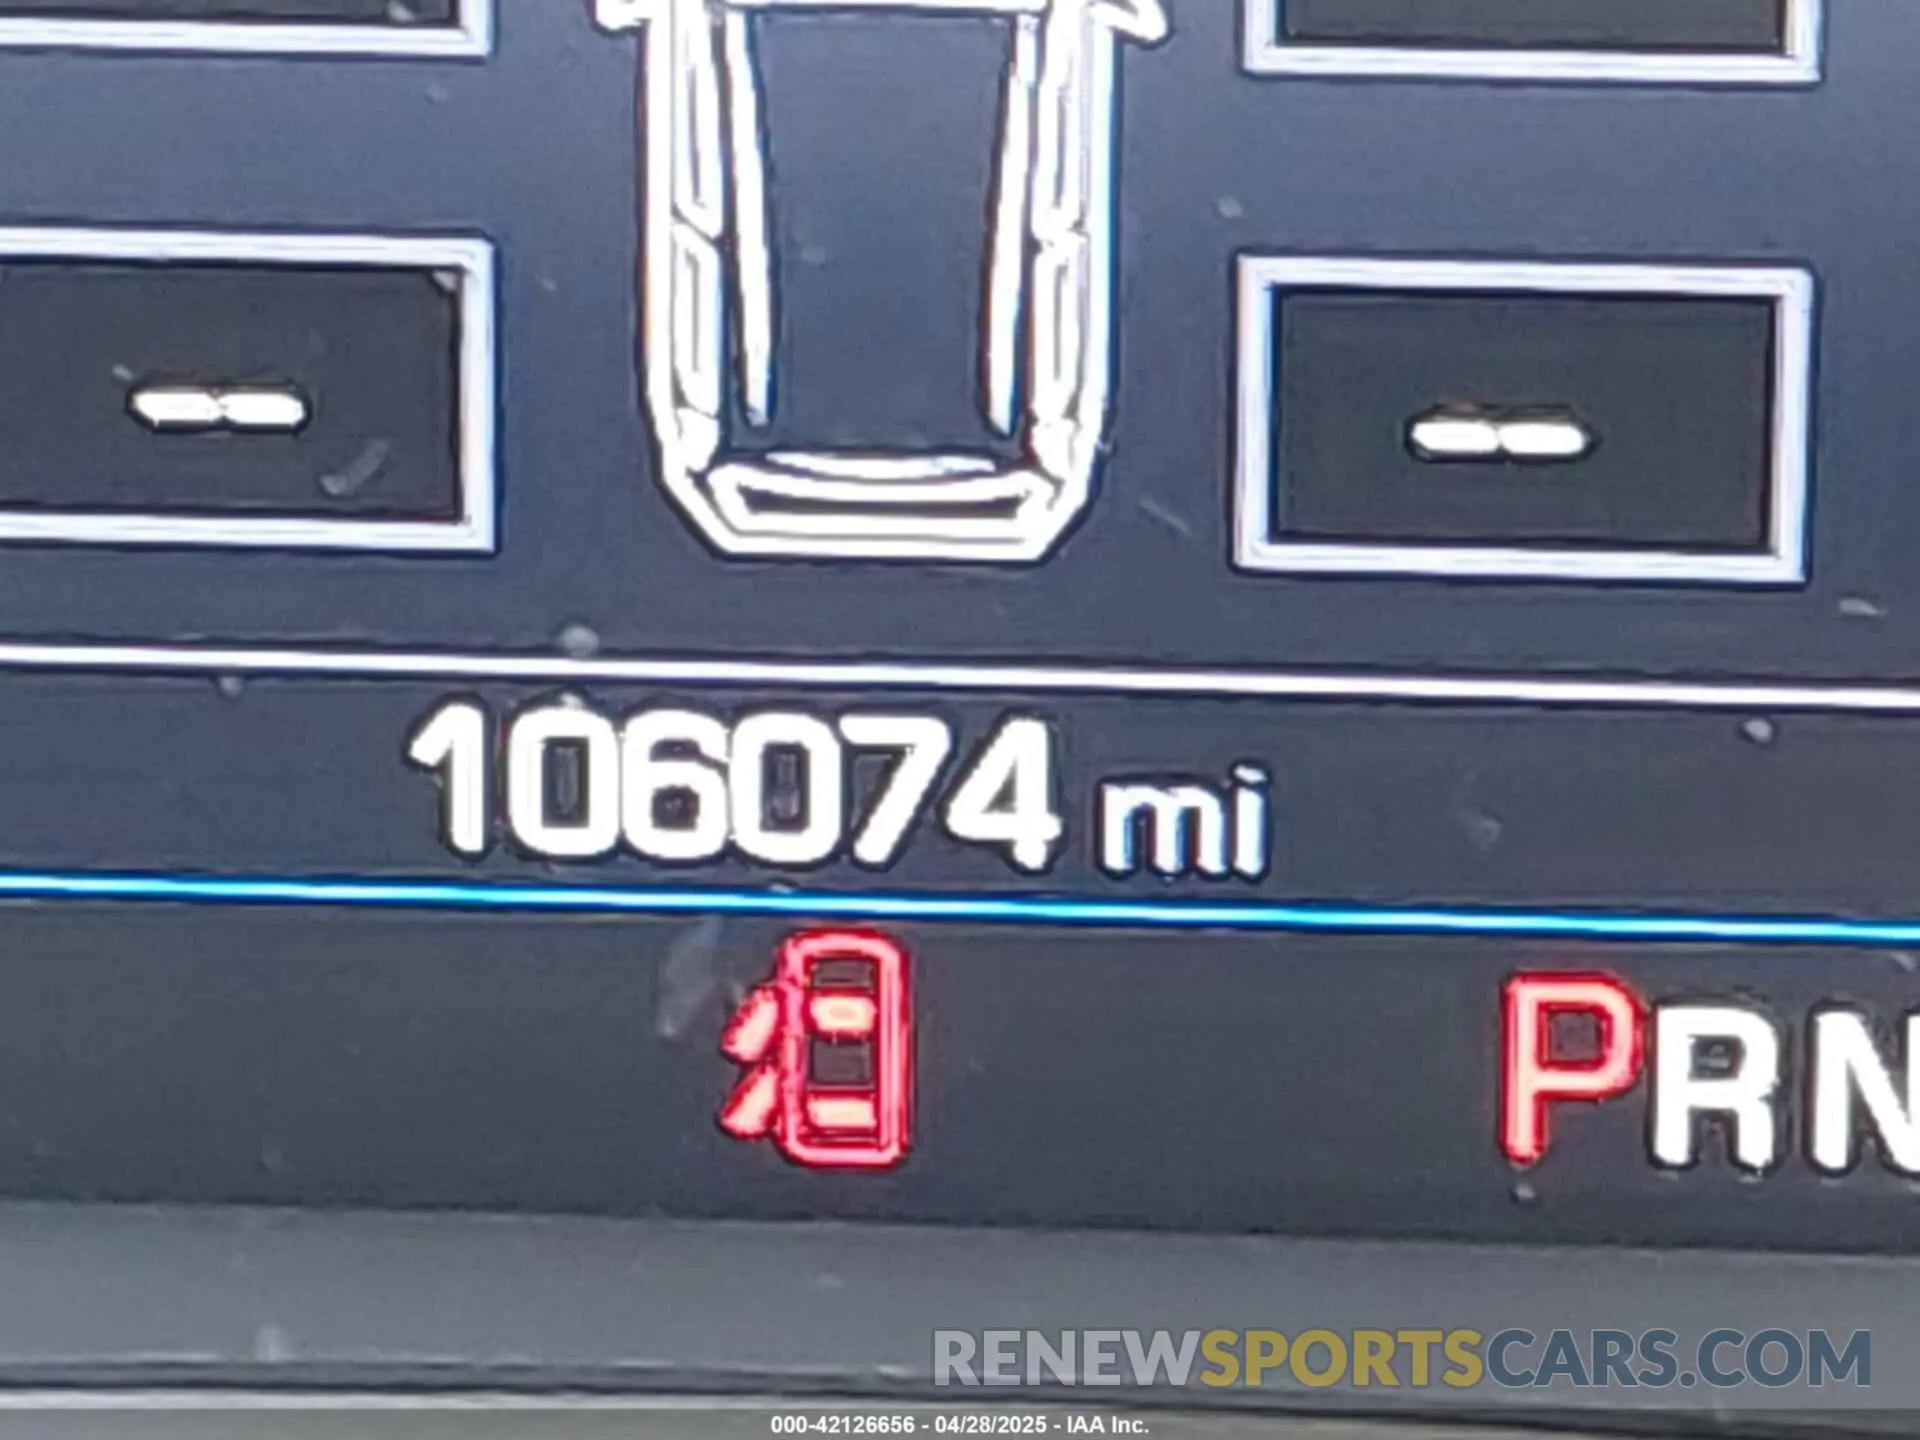 -- --
106074 mi
PRN
RENEWSPORTSCARS.COM
000-42126656 - 04/28/2025 - IAA Inc.